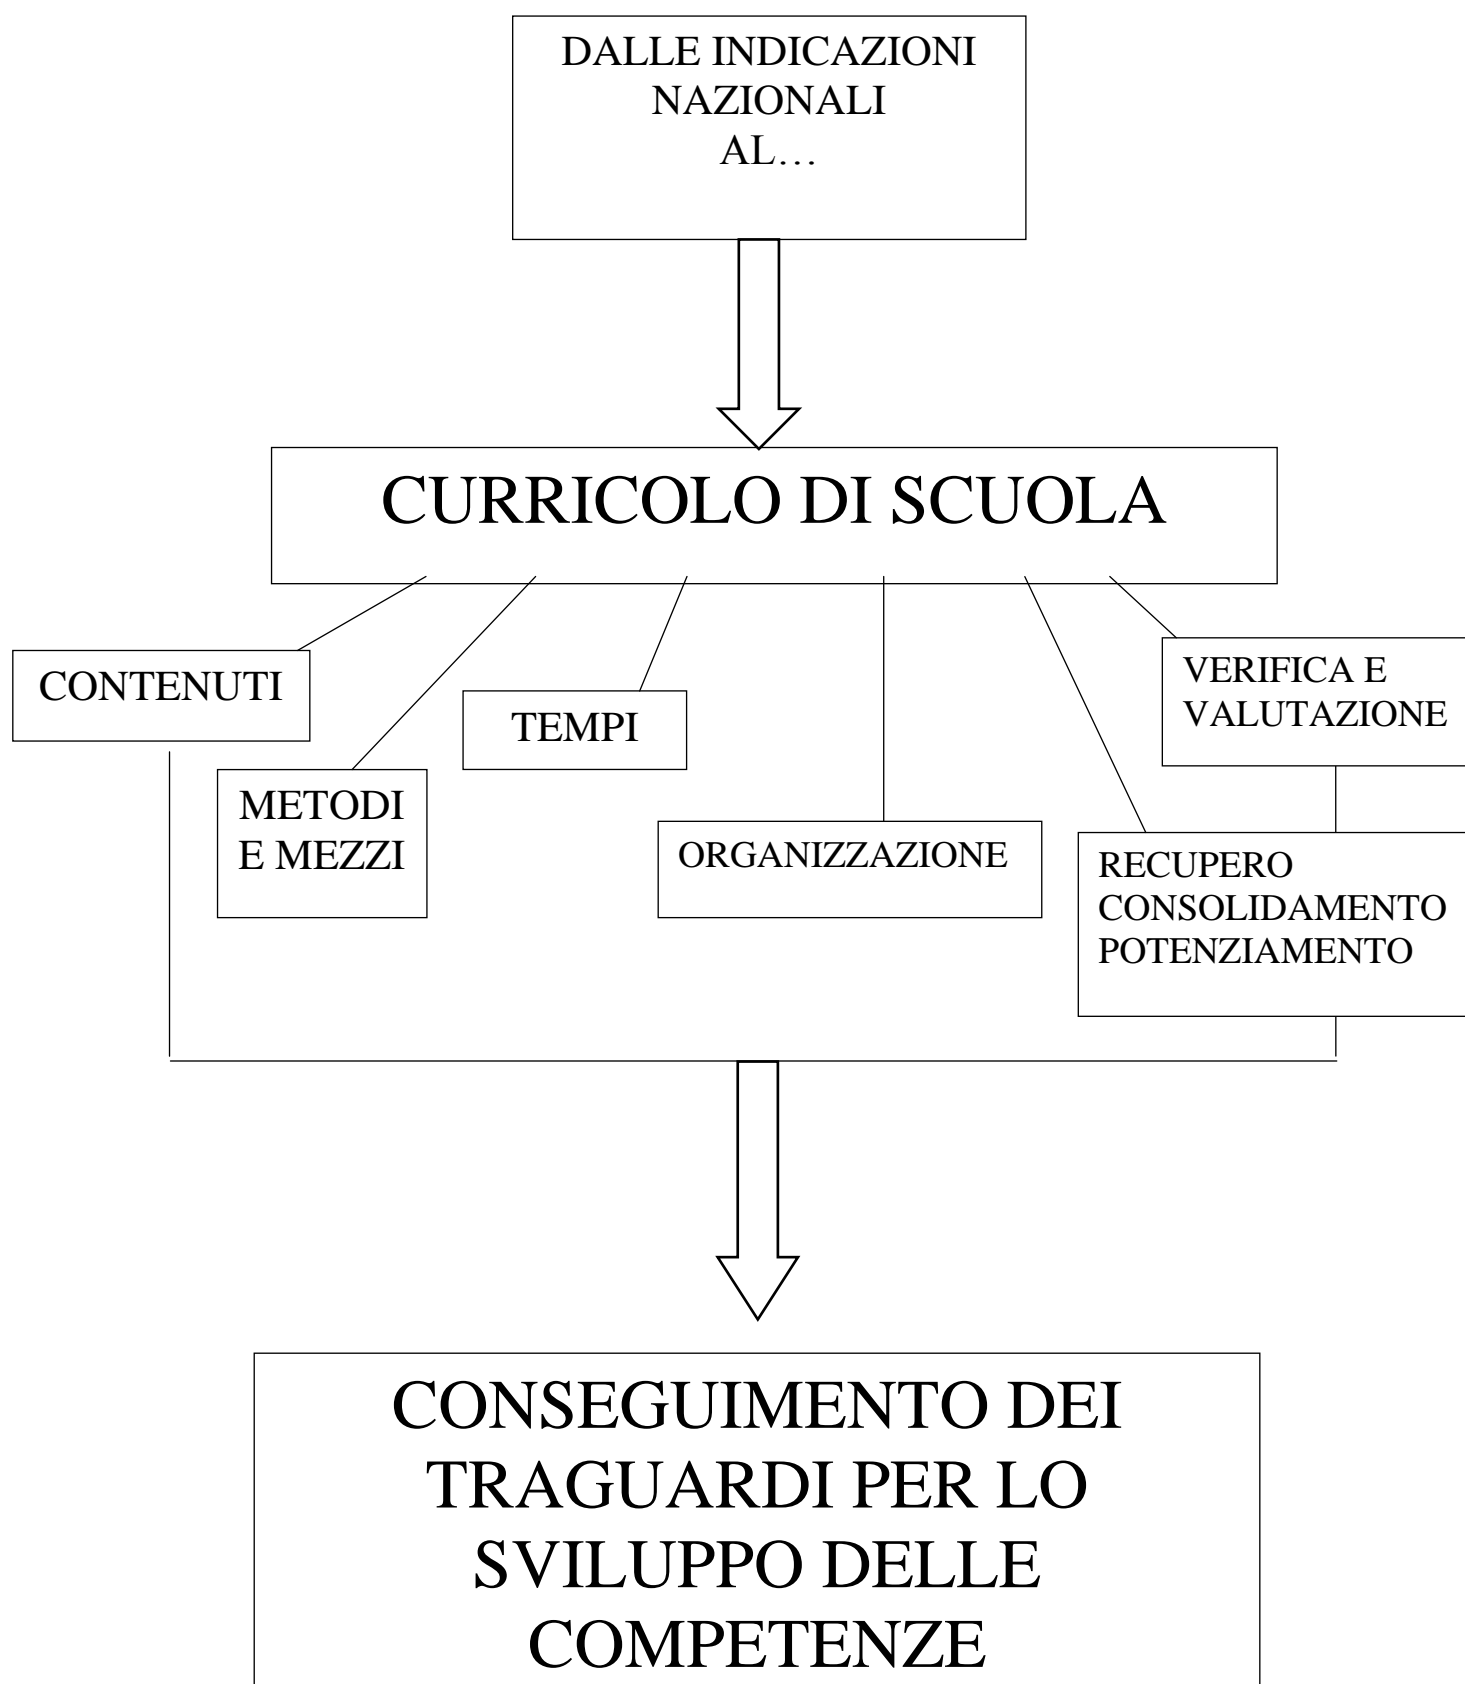 DALLE INDICAZIONI
NAZIONALI
AL…
CURRICOLO DI SCUOLA
CONTENUTI
METODI
E MEZZI
TEMPI
ORGANIZZAZIONE
VERIFICA E
VALUTAZIONE
RECUPERO
CONSOLIDAMENTO
POTENZIAMENTO
CONSEGUIMENTO DEI
TRAGUARDI PER LO
SVILUPPO DELLE
COMPETENZE